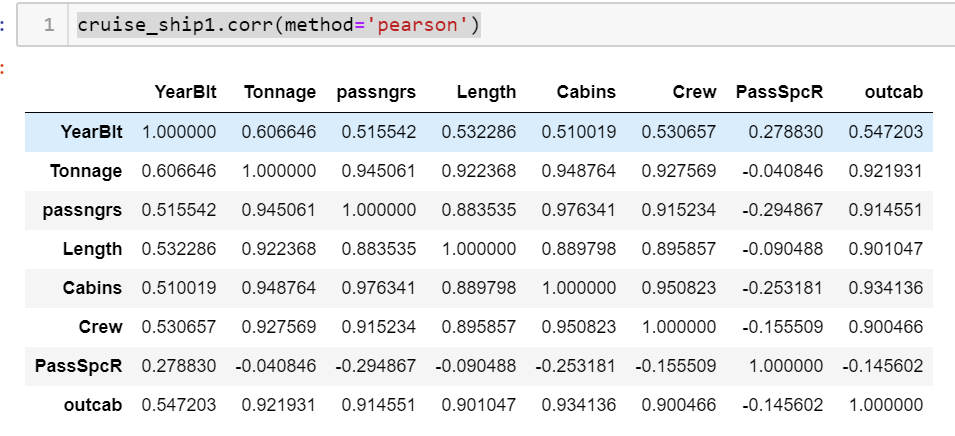 :
1 cruise_ship1.corr(method='pearson')
:
YearBlt Tonnage passngrs Length Cabins Crew PassSpcR outcab
YearBlt 1.000000 0.606646 0.515542 0.532286 0.510019 0.530657 0.278830 0.547203
Tonnage 0.606646 1.000000 0.945061 0.922368 0.948764 0.927569 -0.040846 0.921931
passngrs 0.515542 0.945061 1.000000 0.883535 0.976341 0.915234 -0.294867 0.914551
Length 0.532286 0.922368 0.883535 1.000000 0.889798 0.895857 -0.090488 0.901047
Cabins 0.510019 0.948764 0.976341 0.889798 1.000000 0.950823 -0.253181 0.934136
Crew 0.530657 0.927569 0.915234 0.895857 0.950823 1.000000 -0.155509 0.900466
PassSpcR 0.278830 -0.040846 -0.294867 -0.090488 -0.253181 -0.155509 1.000000 -0.145602
outcab 0.547203 0.921931 0.914551 0.901047 0.934136 0.900466 -0.145602 1.000000